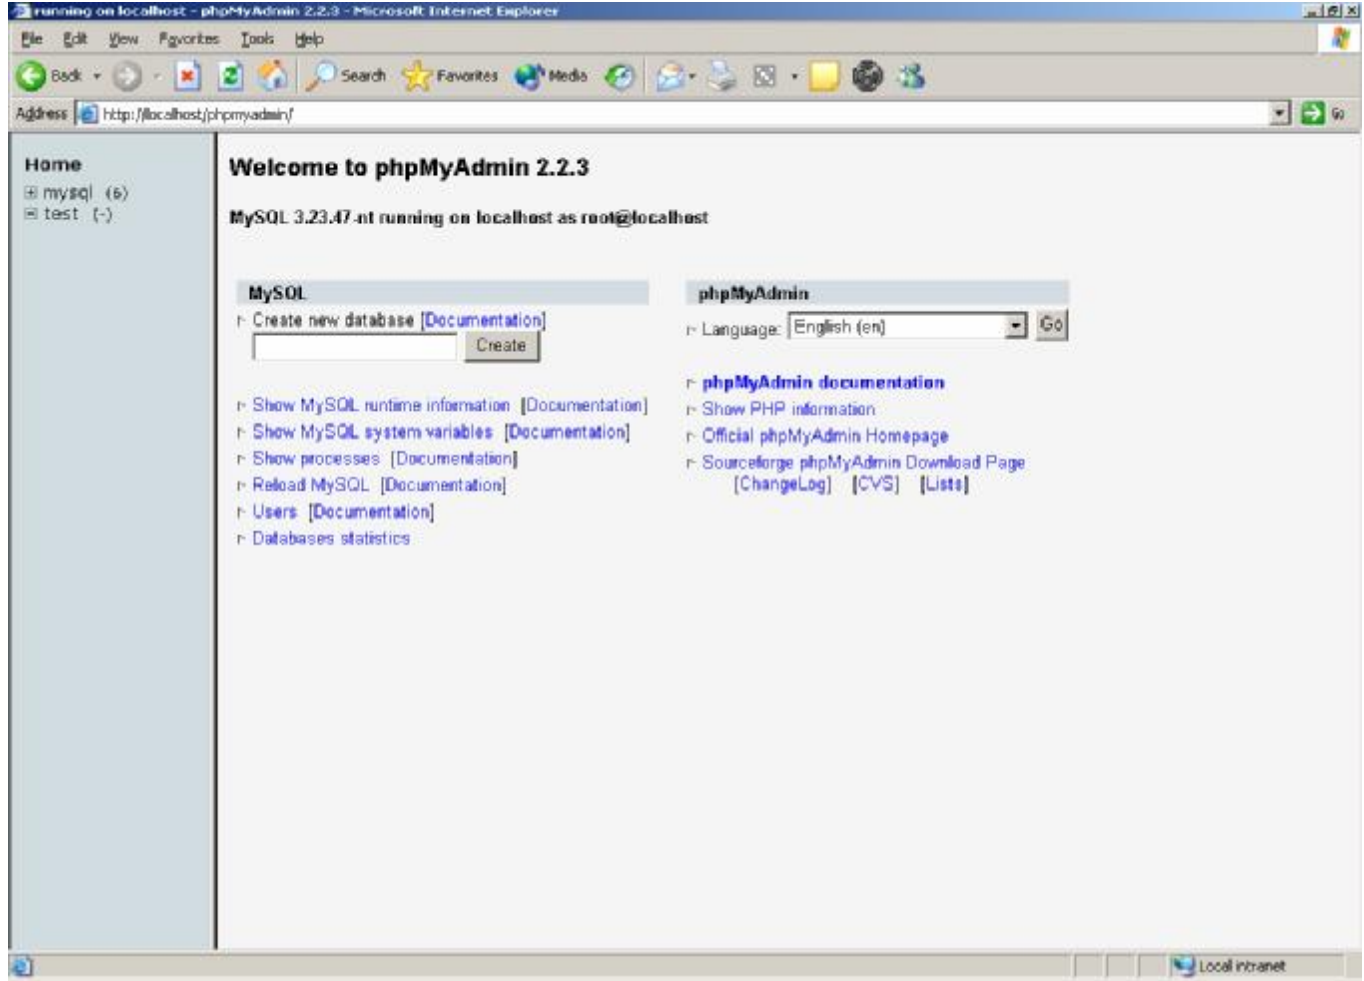 running on localhost - phpMyAdmin 2.2.3 - Microsoft Internet Explorer
File Edit View Favorites Tools Help
Back Search Favorites Media
Address http://localhost/phpmyadmin/ Go
Home
mysql (6)
test (-)
Welcome to phpMyAdmin 2.2.3
MySQL 3.23.47-nt running on localhost as root@localhost
MySQL
Create new database [Documentation]
Create
Show MySQL runtime information [Documentation]
Show MySQL system variables [Documentation]
Show processes [Documentation]
Reload MySQL [Documentation]
Users [Documentation]
Databases statistics
phpMyAdmin
Language: English (en) Go
phpMyAdmin documentation
Show PHP information
Official phpMyAdmin Homepage
Sourceforge phpMyAdmin Download Page
[ChangeLog] [CVS] [Lists]
Local intranet